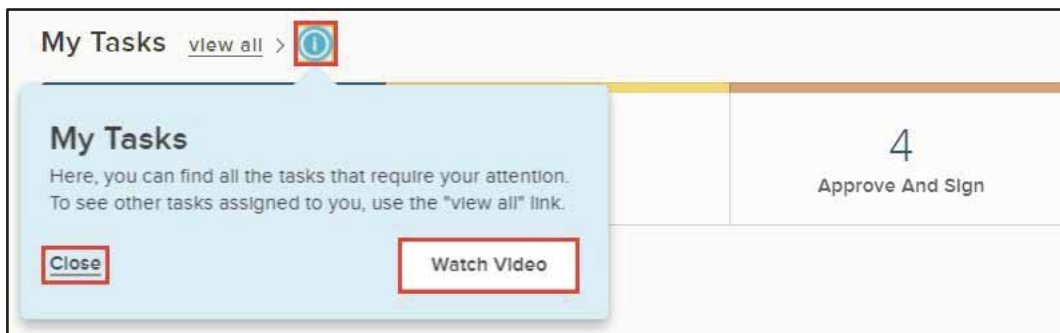 My Tasks view all > i
My Tasks
Here, you can find all the tasks that require your attention.
To see other tasks assigned to you, use the "view all" link.
Close Watch Video
4
Approve And Sign